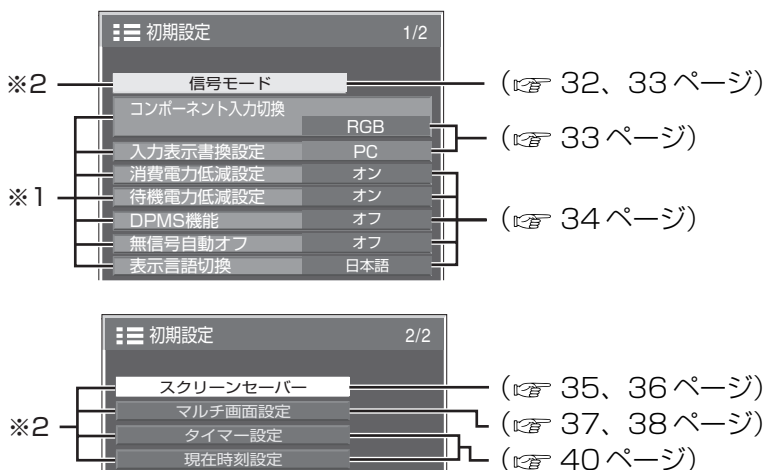 初期設定 1/2
※2 信号モード (☞ 32、33ページ)
コンポーネント入力切換
RGB
(☞ 33ページ)
入力表示書換設定 PC
消費電力低減設定 オン
※1 待機電力低減設定 オン
DPMS機能 オフ (☞ 34ページ)
無信号自動オフ オフ
表示言語切換 日本語
初期設定 2/2
スクリーンセーバー (☞ 35、36ページ)
マルチ画面設定 (☞ 37、38ページ)
※2 タイマー設定
現在時刻設定 (☞ 40ページ)